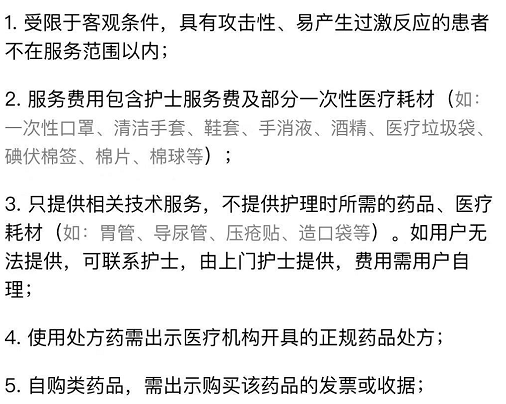 1. 受限于客观条件，具有攻击性、易产生过激反应的患者
不在服务范围以内；
2. 服务费用包含护士服务费及部分一次性医疗耗材（如：
一次性口罩、清洁手套、鞋套、手消液、酒精、医疗垃圾袋、
碘伏棉签、棉片、棉球等）；
3. 只提供相关技术服务，不提供护理时所需的药品、医疗
耗材（如：胃管、导尿管、压疮贴、造口袋等）。如用户无
法提供，可联系护士，由上门护士提供，费用需用户自
理；
4. 使用处方药需出示医疗机构开具的正规药品处方；
5. 自购类药品，需出示购买该药品的发票或收据；